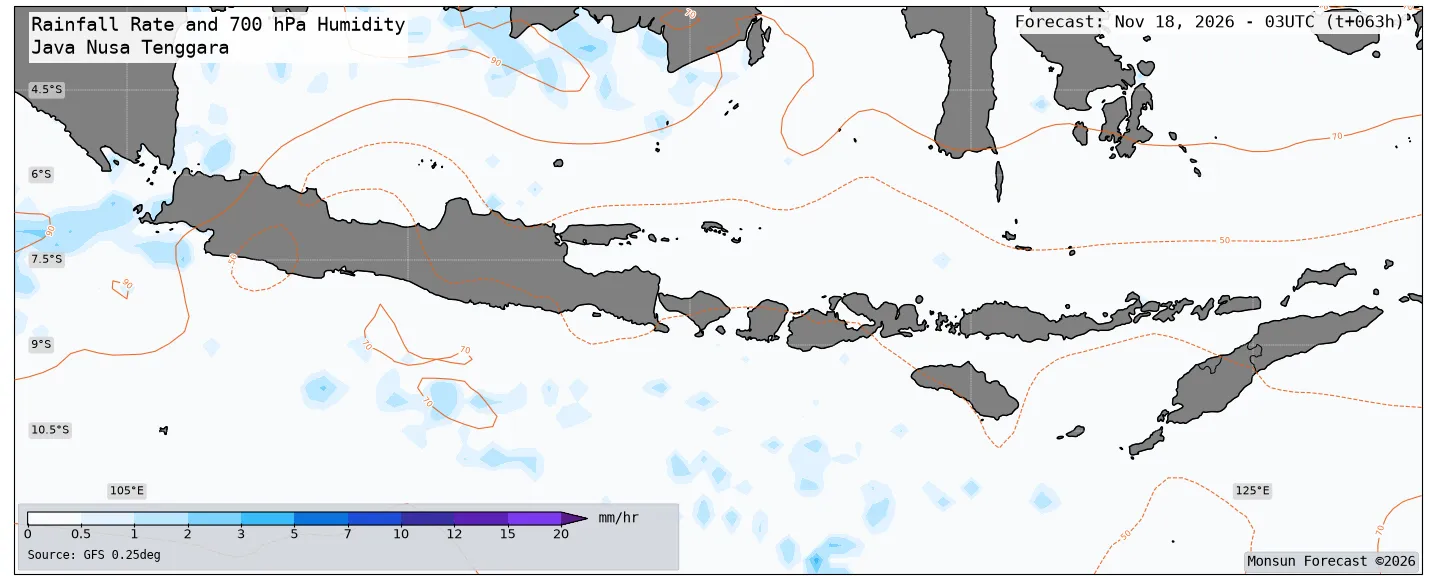 Rainfall Rate and 700 hPa Humidity
Java Nusa Tenggara
Forecast: Nov 18, 2026 - 03UTC (t+063h)
70
90
4.5°S
70
6°S
90
50
50
7.5°S
90
70
70
9°S
70
10.5°S
105°E
125°E
50
70
mm/hr
0 0.5 1 2 3 5 7 10 12 15 20
Source: GFS 0.25deg
Monsun Forecast ©2026